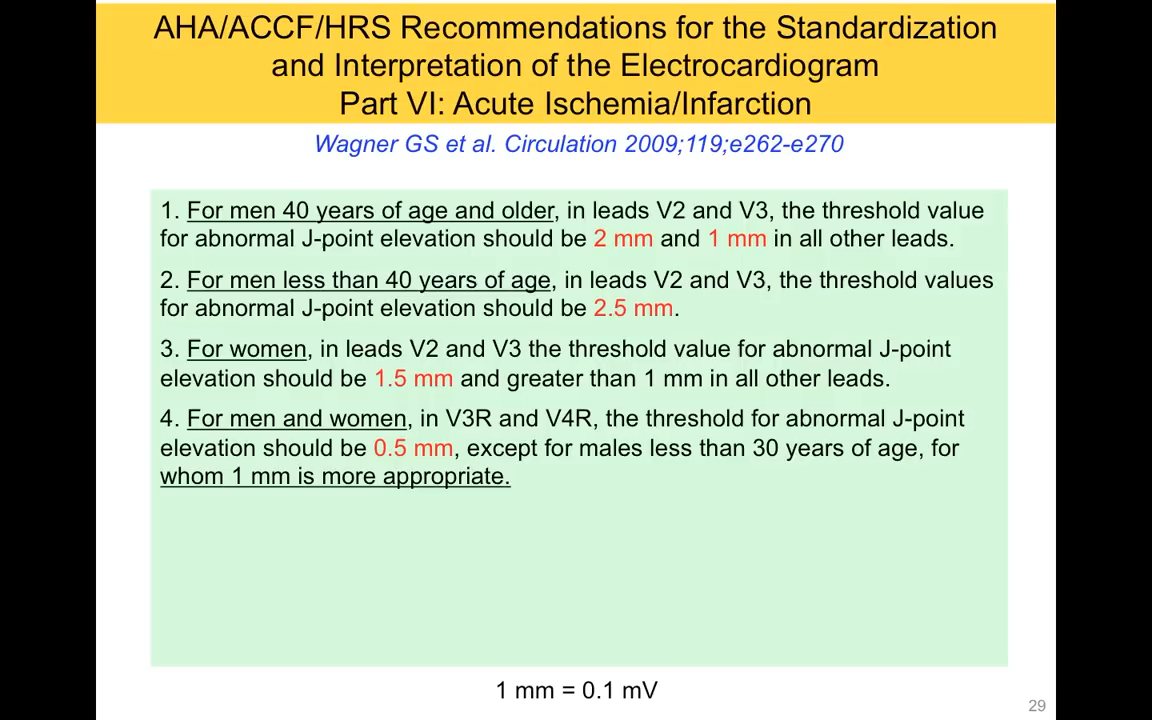 AHA/ACCF/HRS Recommendations for the Standardization
and Interpretation of the Electrocardiogram
Part VI: Acute Ischemia/Infarction
Wagner GS et al. Circulation 2009;119;e262-e270
1. For men 40 years of age and older, in leads V2 and V3, the threshold value
for abnormal J-point elevation should be 2 mm and 1 mm in all other leads.
2. For men less than 40 years of age, in leads V2 and V3, the threshold values
for abnormal J-point elevation should be 2.5 mm.
3. For women, in leads V2 and V3 the threshold value for abnormal J-point
elevation should be 1.5 mm and greater than 1 mm in all other leads.
4. For men and women, in V3R and V4R, the threshold for abnormal J-point
elevation should be 0.5 mm, except for males less than 30 years of age, for
whom 1 mm is more appropriate.
1 mm = 0.1 mV
29